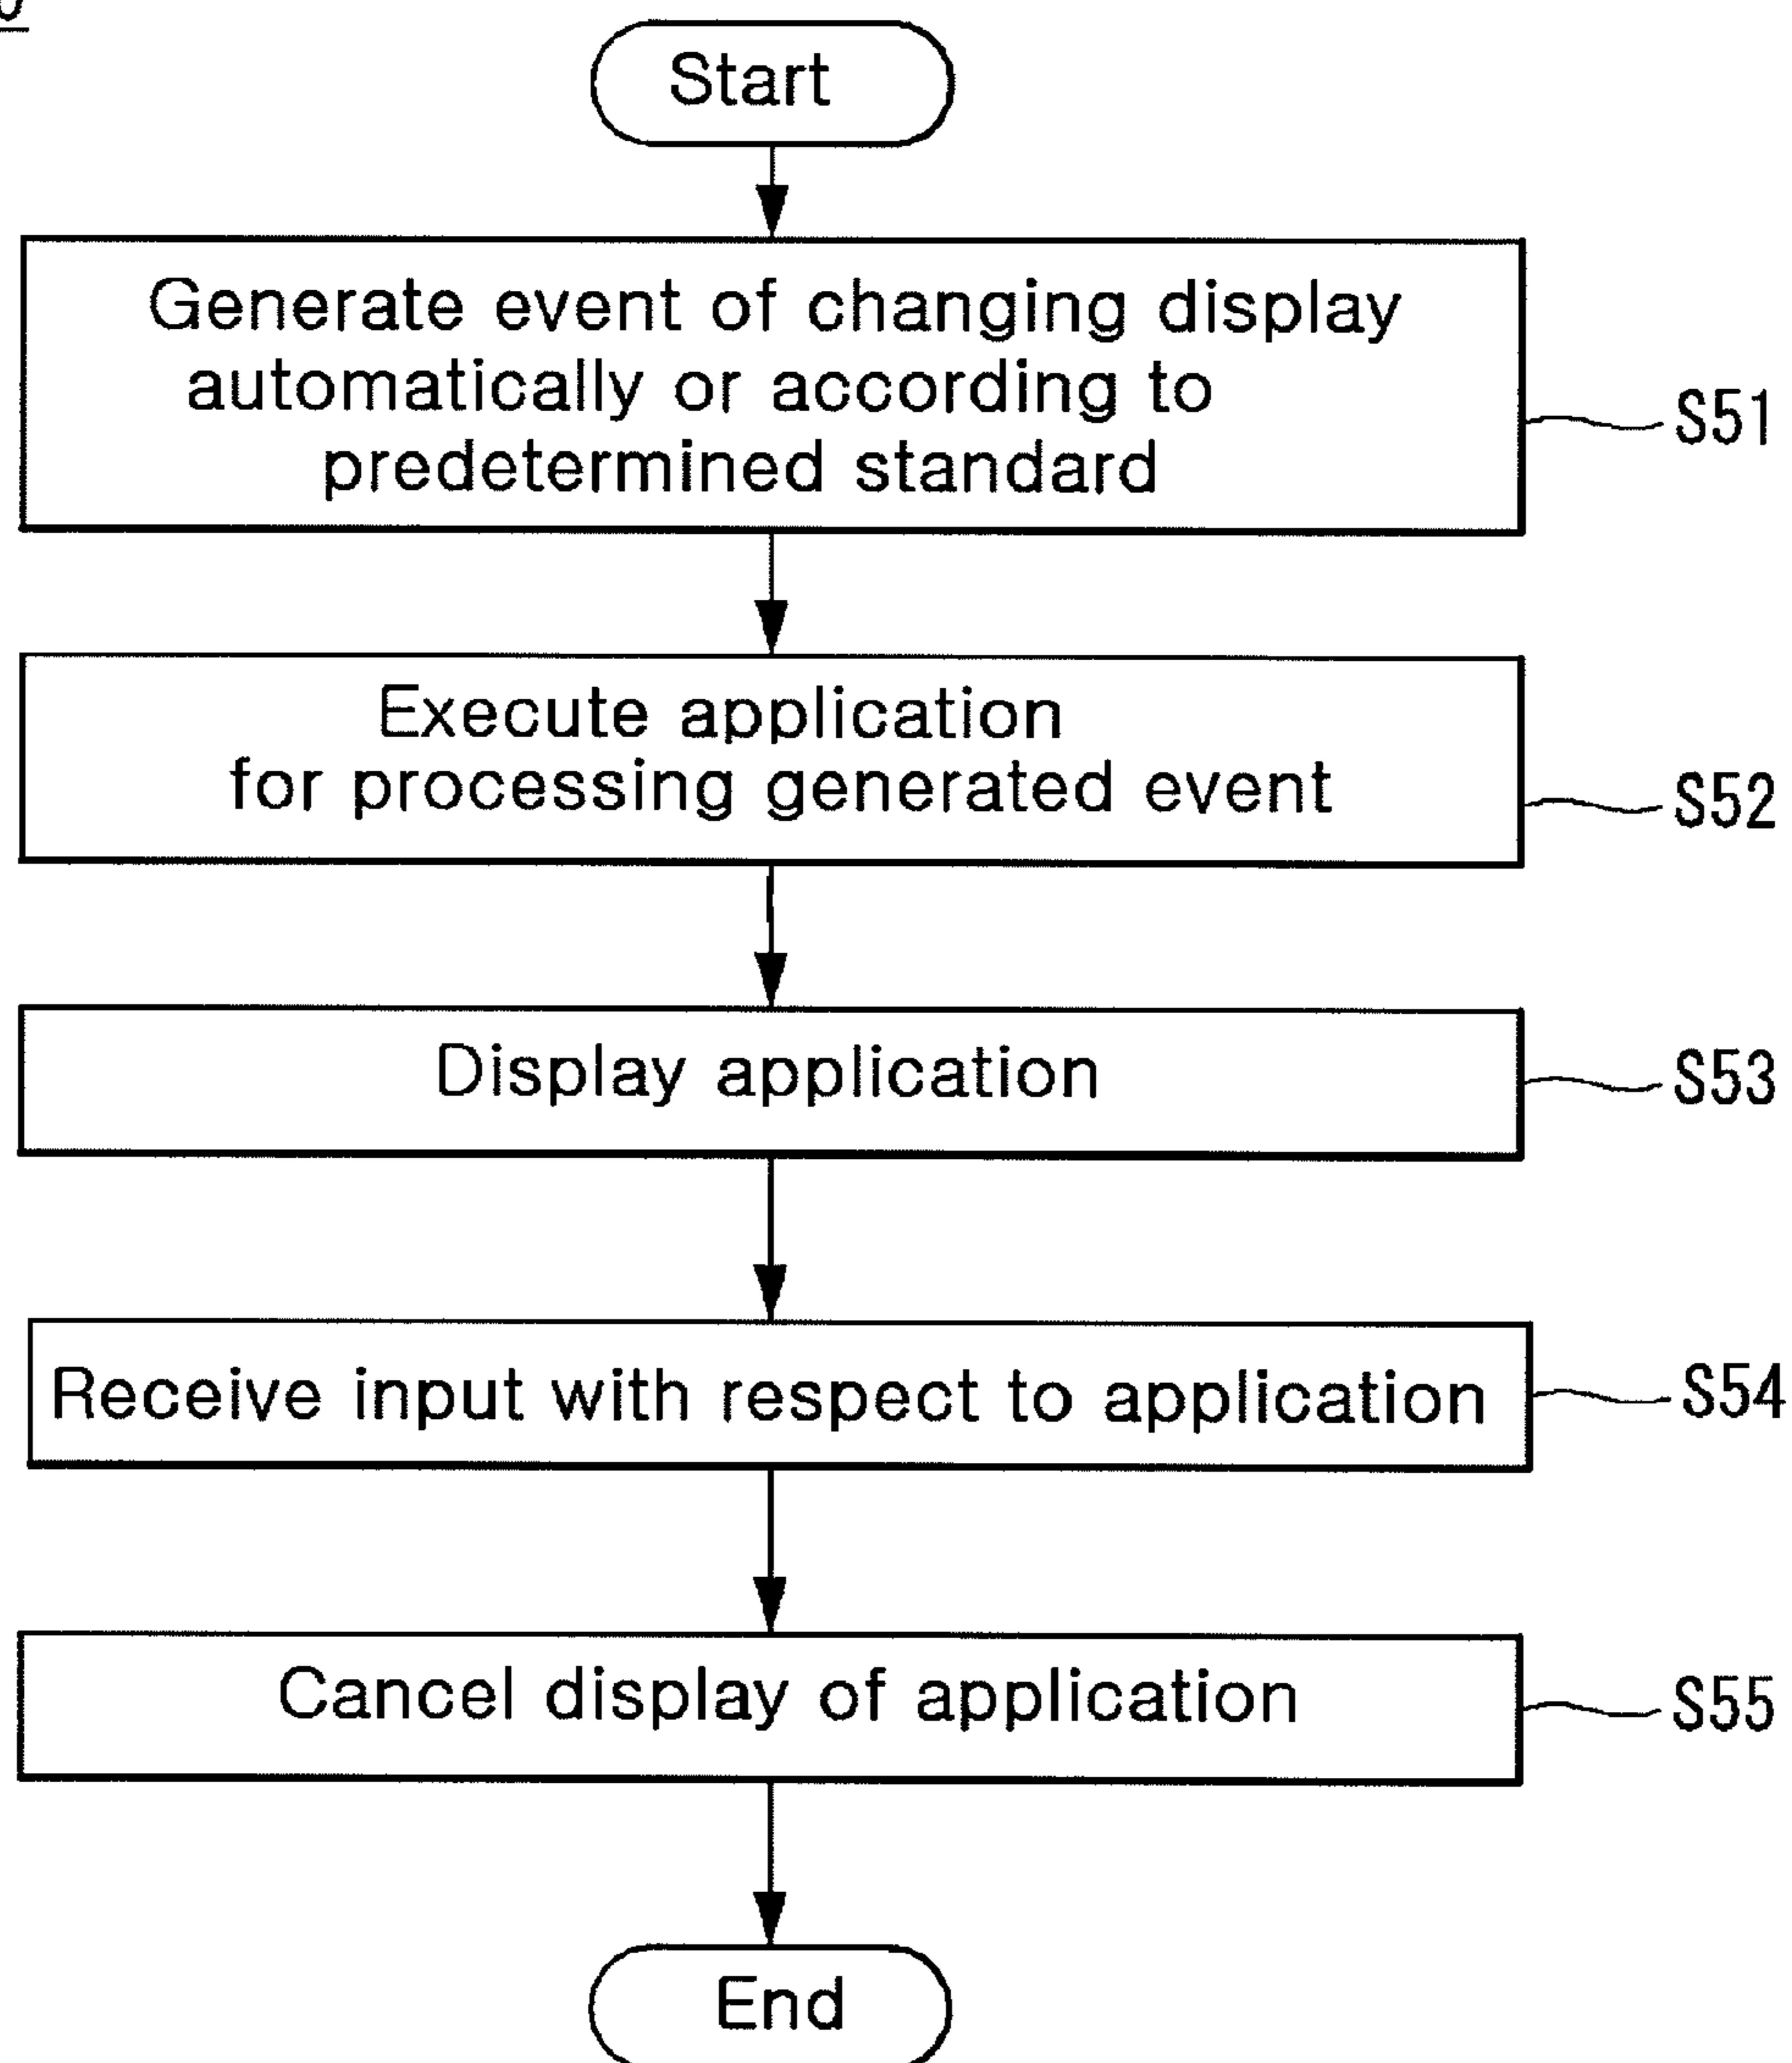 Start
Generate event of changing display
automatically or according to
predetermined standard
S51
Execute application
for processing generated event
S52
Display application
S53
Receive input with respect to application
S54
Cancel display of application
S55
End